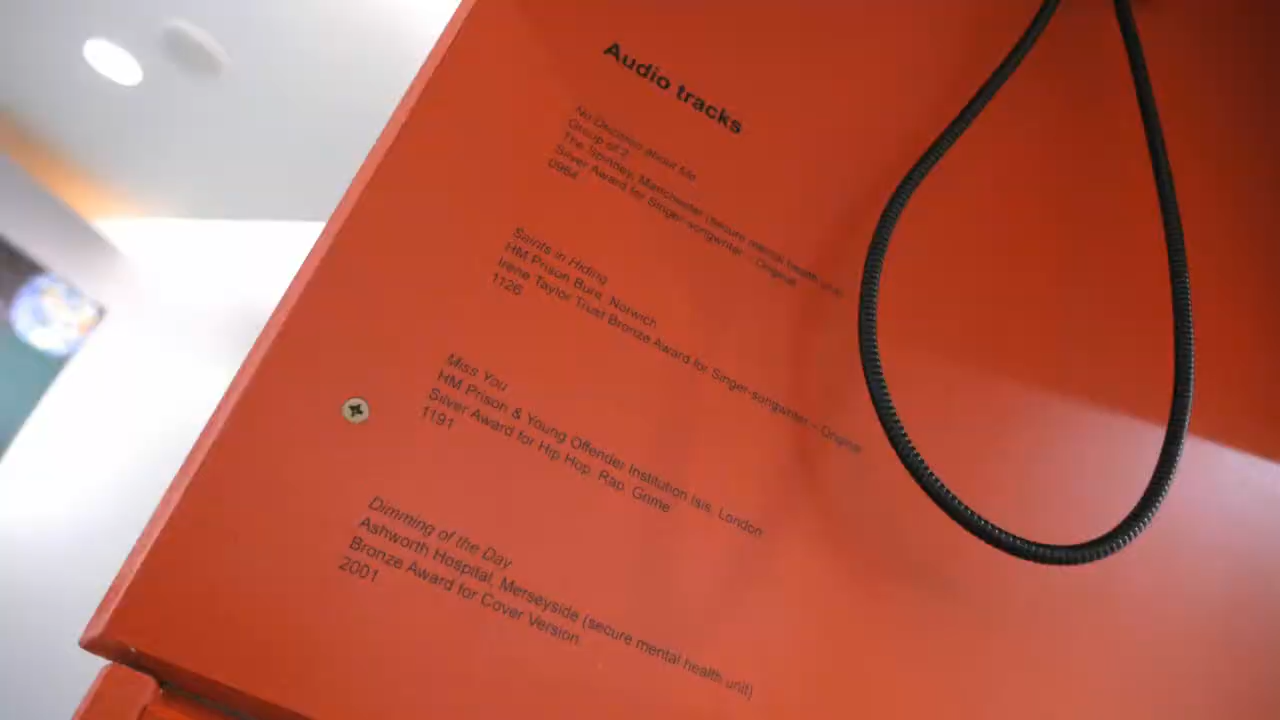 Audio tracks
No Decision about Me
Group of 2
The Spinney, Manchester (secure mental health unit)
Silver Award for Singer-songwriter – Original
0964
Saints in Hiding
HM Prison Bure, Norwich
Irene Taylor Trust Bronze Award for Singer-songwriter – Original
1726
Miss You
HM Prison & Young Offender Institution Isis, London
Silver Award for Hip Hop, Rap, Grime
1191
Dimming of the Day
Ashworth Hospital, Merseyside (secure mental health unit)
Bronze Award for Cover Version
2001